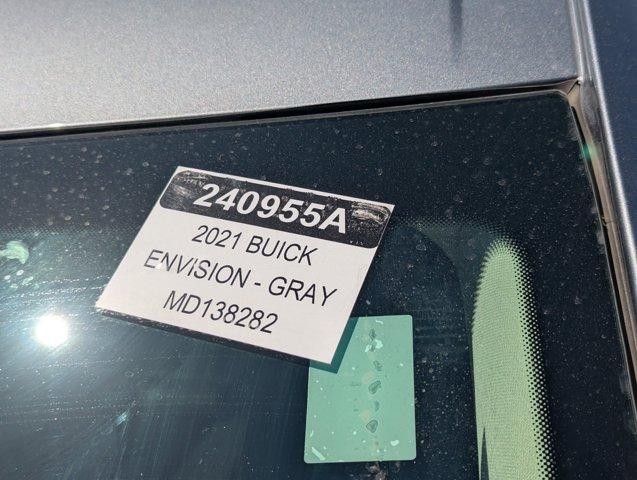 240955A
2021 BUICK
ENVISION - GRAY
MD138282